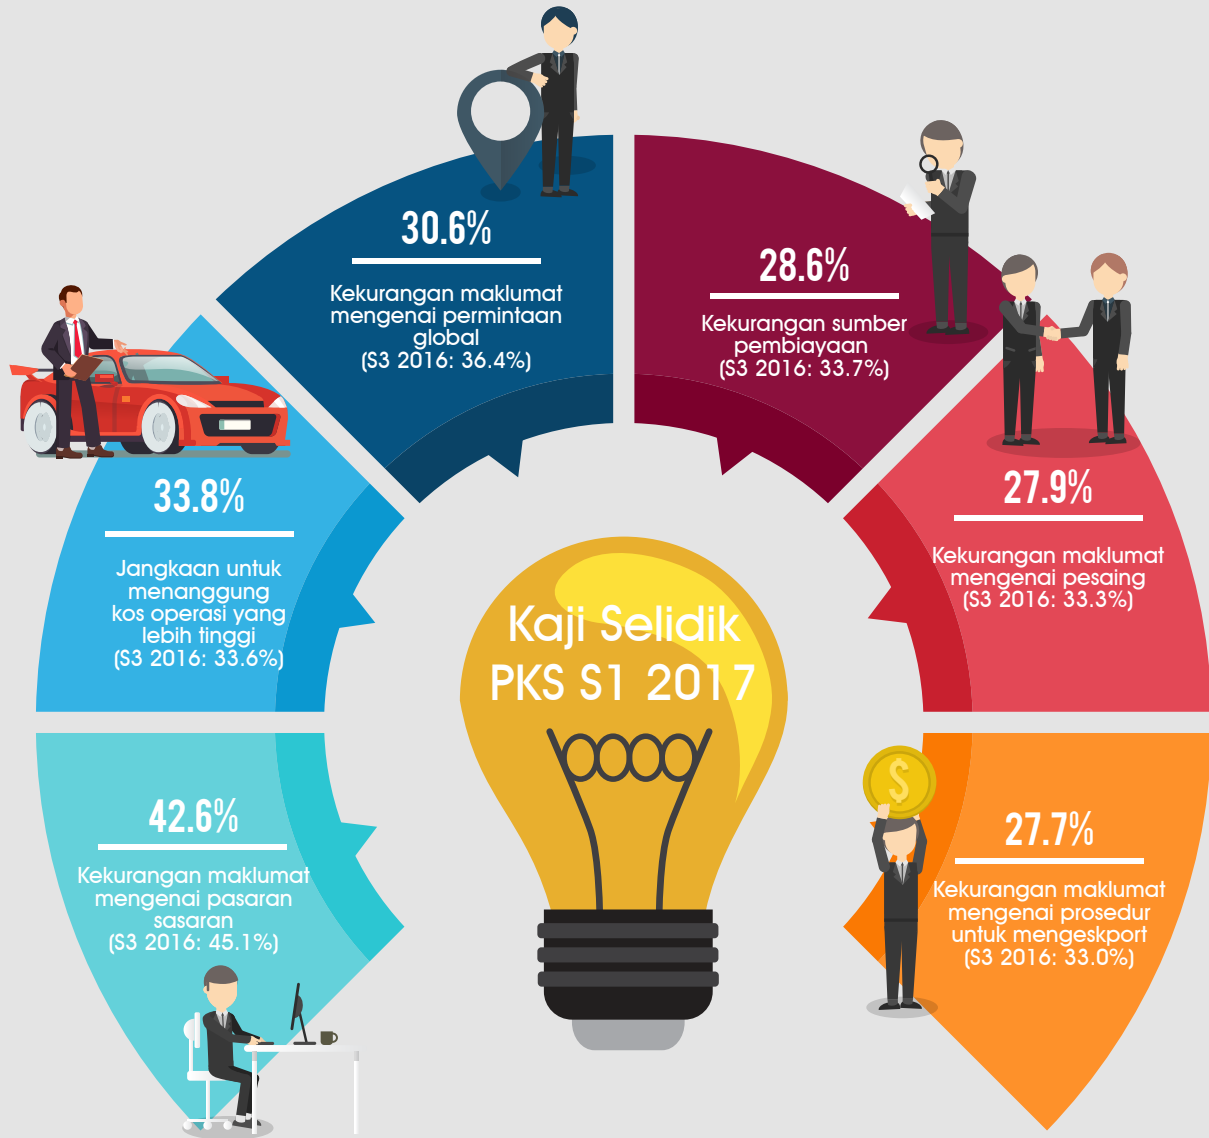 30.6%
Kekurangan maklumat
mengenai permintaan
global
(S3 2016: 36.4%)
28.6%
Kekurangan sumber
pembiayaan
(S3 2016: 33.7%)
33.8%
Jangkaan untuk
menanggung
kos operasi yang
lebih tinggi
(S3 2016: 33.6%)
27.9%
Kekurangan maklumat
mengenai pesaing
(S3 2016: 33.3%)
Kaji Selidik
PKS S1 2017
42.6%
Kekurangan maklumat
mengenai pasaran
sasaran
(S3 2016: 45.1%)
$
27.7%
Kekurangan maklumat
mengenai prosedur
untuk mengeskport
(S3 2016: 33.0%)